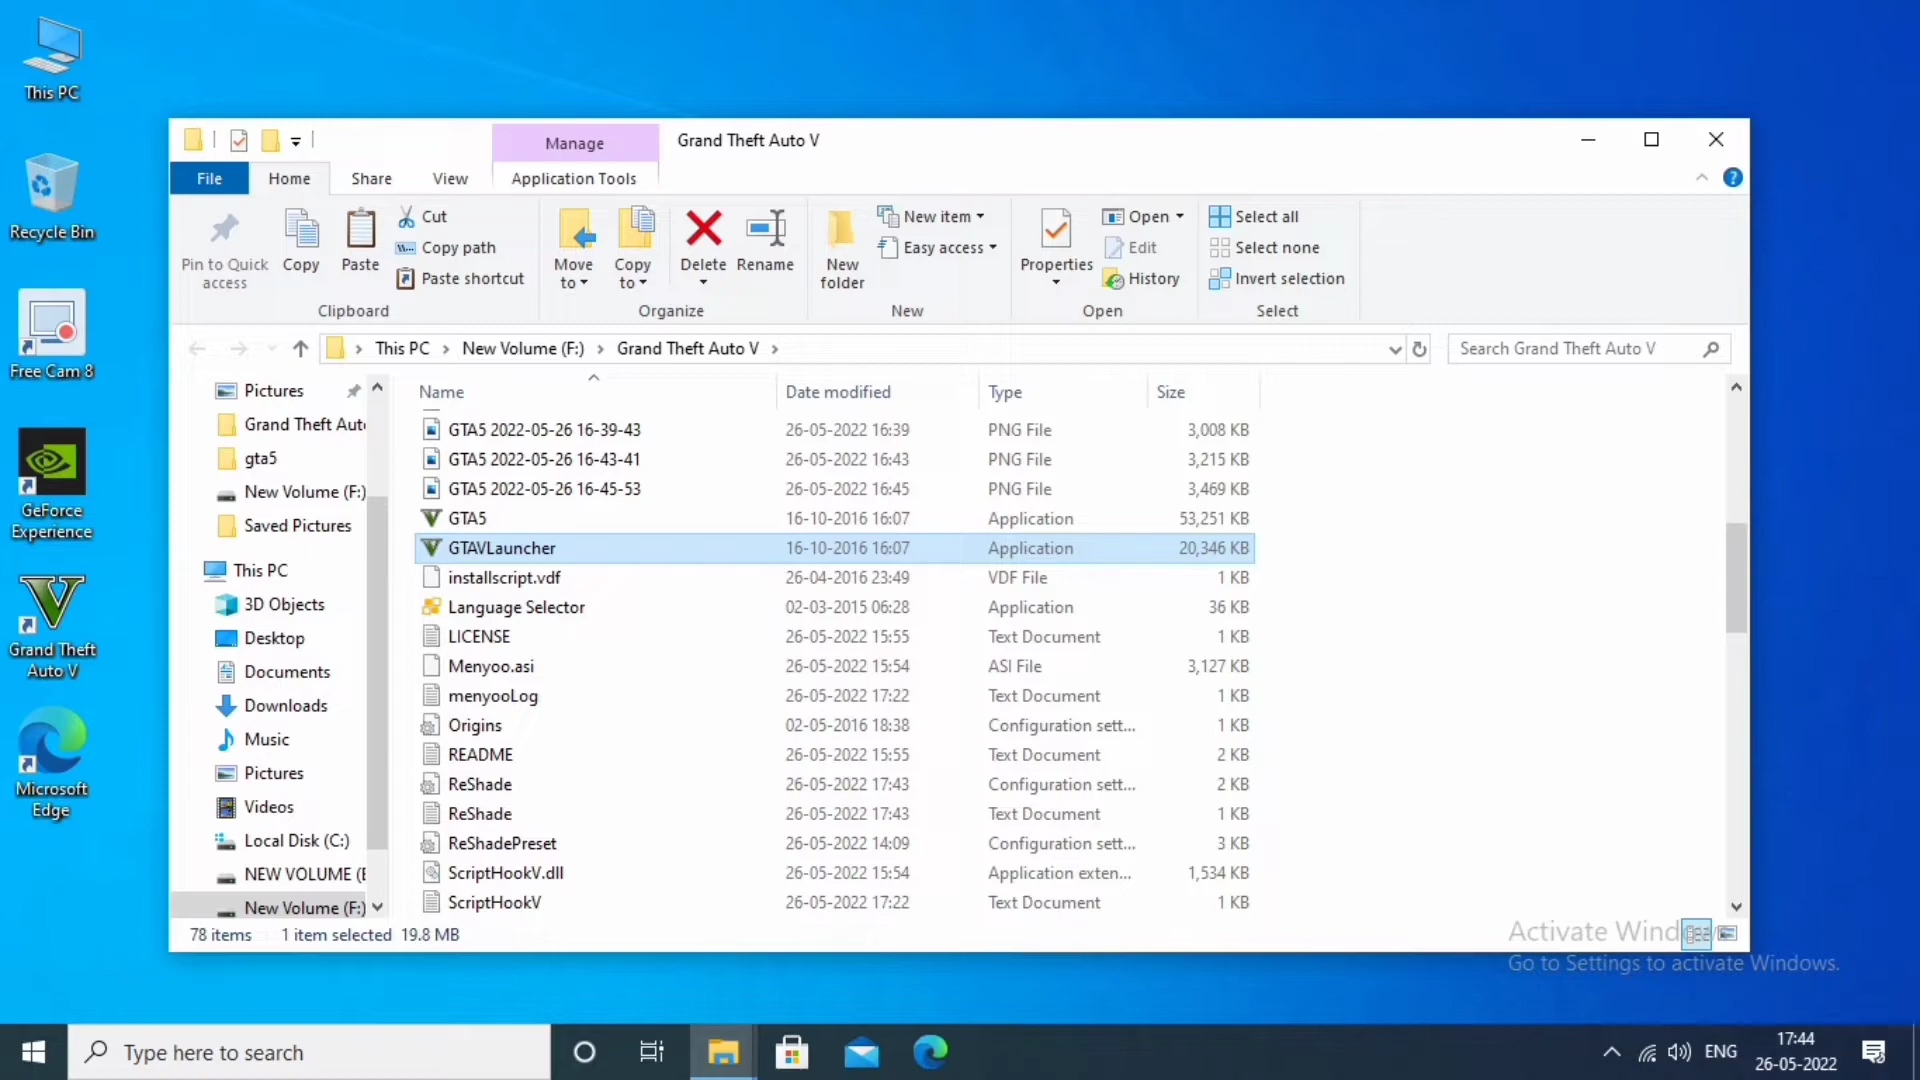 This PC
Recycle Bin
Free Cam 8
GeForce
Experience
Grand Theft
Auto V
Microsoft
Edge
Manage
Grand Theft Auto V
File
Home
Share
View
Application Tools
Pin to Quick
access
Copy
Paste
Cut
Copy path
Paste shortcut
Clipboard
Move
to
Copy
to
Delete
Rename
Organize
New
folder
New item
Easy access
New
Properties
Open
Edit
History
Open
Select all
Select none
Invert selection
Select
This PC
New Volume (F:)
Grand Theft Auto V
Search Grand Theft Auto V
Pictures
Grand Theft Aut
gta5
New Volume (F:)
Saved Pictures
This PC
3D Objects
Desktop
Documents
Downloads
Music
Pictures
Videos
Local Disk (C:)
NEW VOLUME (E
New Volume (F:)
Name Date modified Type Size
GTA5 2022-05-26 16-39-43 26-05-2022 16:39 PNG File 3,008 KB
GTA5 2022-05-26 16-43-41 26-05-2022 16:43 PNG File 3,215 KB
GTA5 2022-05-26 16-45-53 26-05-2022 16:45 PNG File 3,469 KB
GTA5 16-10-2016 16:07 Application 53,251 KB
GTAVLauncher 16-10-2016 16:07 Application 20,346 KB
installscript.vdf 26-04-2016 23:49 VDF File 1 KB
Language Selector 02-03-2015 06:28 Application 36 KB
LICENSE 26-05-2022 15:55 Text Document 1 KB
Menyoo.asi 26-05-2022 15:54 ASI File 3,127 KB
menyooLog 26-05-2022 17:22 Text Document 1 KB
Origins 02-05-2016 18:38 Configuration sett... 1 KB
README 26-05-2022 15:55 Text Document 2 KB
ReShade 26-05-2022 17:43 Configuration sett... 2 KB
ReShade 26-05-2022 17:43 Text Document 1 KB
ReShadePreset 26-05-2022 14:09 Configuration sett... 3 KB
ScriptHookV.dll 26-05-2022 15:54 Application exten... 1,534 KB
ScriptHookV 26-05-2022 17:22 Text Document 1 KB
78 items 1 item selected 19.8 MB
Activate Wind
Go to Settings to activate Windows.
Type here to search
ENG
17:44
26-05-2022